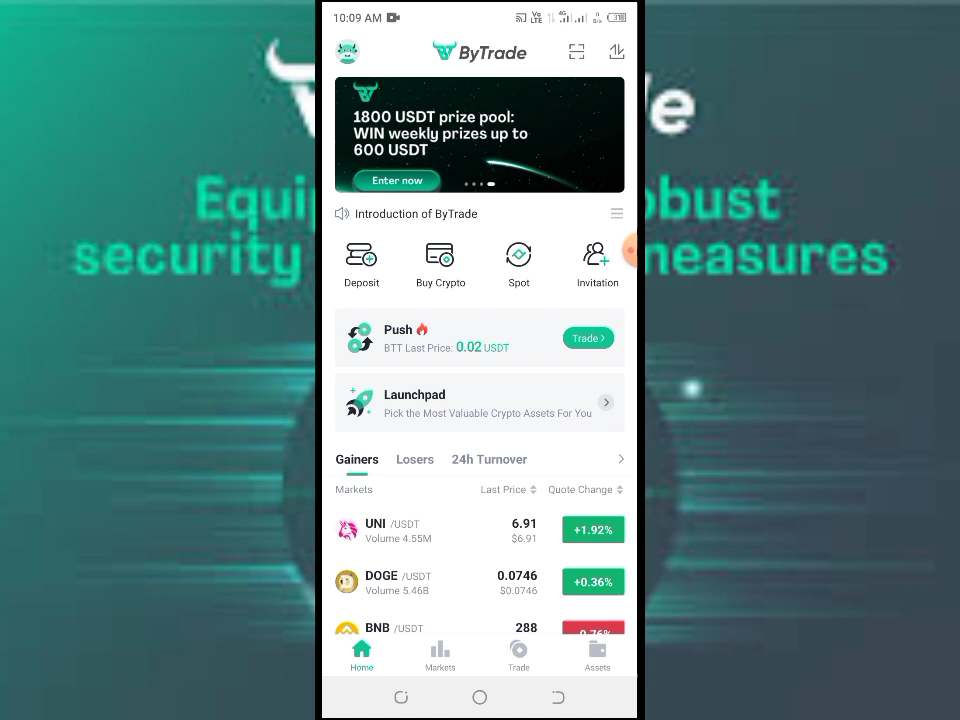 10:09 AM
Vo LTE
4G
ByTrade
1800 USDT prize pool:
WIN weekly prizes up to
600 USDT
Enter now
Introduction of ByTrade
Deposit
Buy Crypto
Spot
Invitation
Push
BTT Last Price: 0.02 USDT
Trade
Launchpad
Pick the Most Valuable Crypto Assets For You
Gainers Losers 24h Turnover
Markets Last Price Quote Change
UNI /USDT 6.91 +1.92%
Volume 4.55M $6.91
DOGE /USDT 0.0746 +0.36%
Volume 5.46B $0.0746
BNB /USDT 288
Home Markets Trade Assets
security